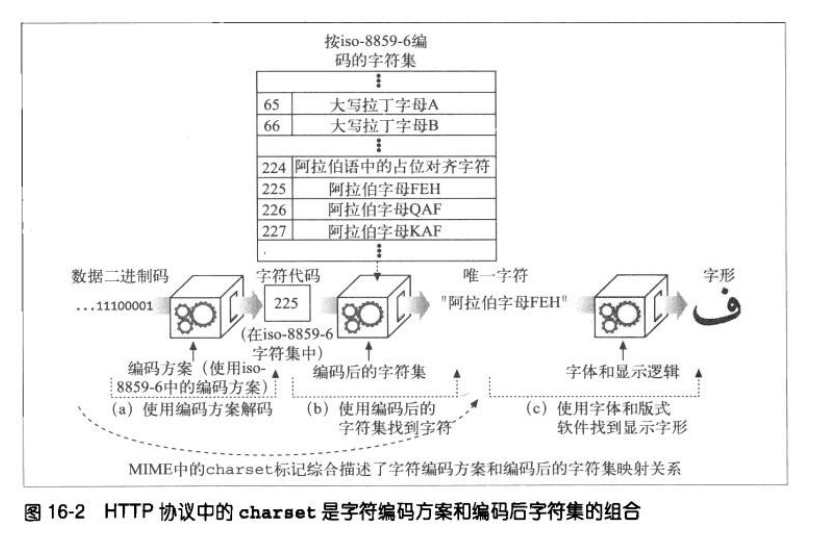 按iso-8859-6编
码的字符集
65 大写拉丁字母A
66 大写拉丁字母B
224 阿拉伯语中的占位对齐字符
225 阿拉伯字母FEH
226 阿拉伯字母QAF
227 阿拉伯字母KAF
数据二进制码 字符代码 唯一字符 字形
...11100001 225 "阿拉伯字母FEH" ف
(在iso-8859-6
字符集中)
编码方案（使用iso-
8859-6中的编码方案） 编码后的字符集 字体和显示逻辑
（a）使用编码方案解码 （b）使用编码后的 （c）使用字体和版式
字符集找到字符 软件找到显示字形
MIME中的charset标记综合描述了字符编码方案和编码后的字符集映射关系
图 16-2 HTTP 协议中的 charset 是字符编码方案和编码后字符集的组合